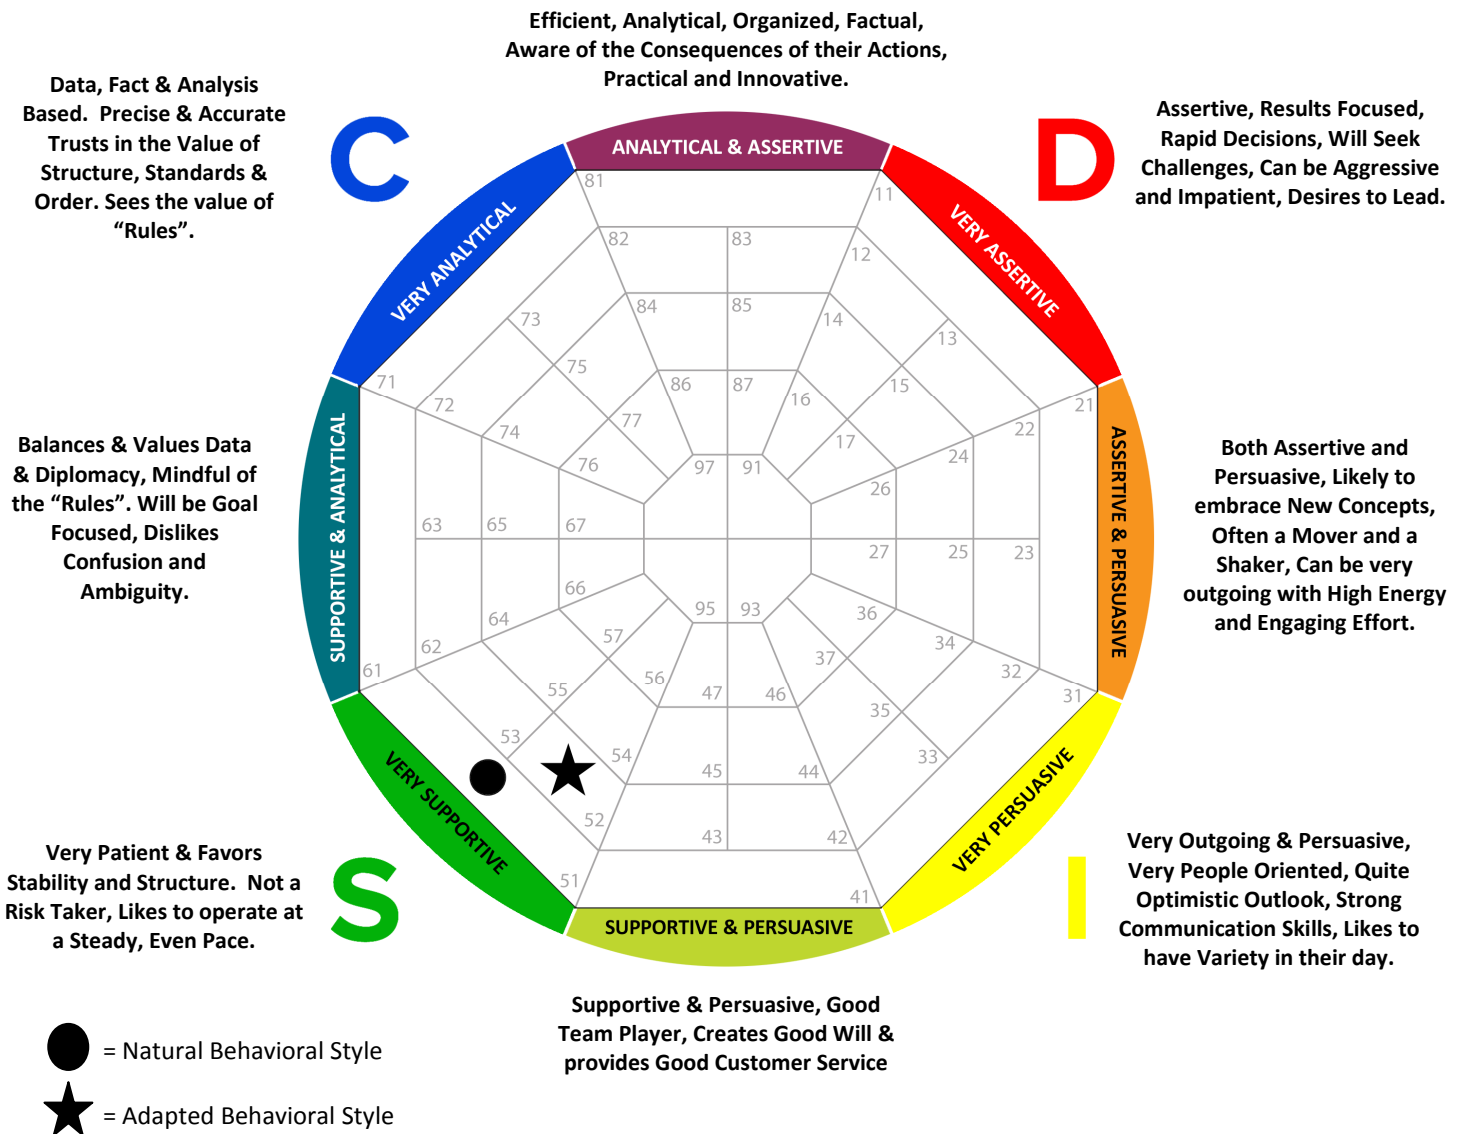 Efficient, Analytical, Organized, Factual,
Aware of the Consequences of their Actions,
Practical and Innovative.
Data, Fact & Analysis
Based.  Precise & Accurate
Trusts in the Value of
Structure, Standards &
Order. Sees the value of
“Rules”.
C
D
Assertive, Results Focused,
Rapid Decisions, Will Seek
Challenges, Can be Aggressive
and Impatient, Desires to Lead.
ANALYTICAL & ASSERTIVE
VERY ANALYTICAL
VERY ASSERTIVE
81
11
82
83
12
73
84
85
14
13
75
71
86
87
16
15
72
77
17
22
21
74
76
97
91
26
24
63
65
67
27
25
23
66
64
95
93
36
34
62
57
37
32
61
55
56
47
46
35
31
53
54
45
44
33
52
43
42
51
41
Balances & Values Data
& Diplomacy, Mindful of
the “Rules”. Will be Goal
Focused, Dislikes
Confusion and
Ambiguity.
SUPPORTIVE & ANALYTICAL
ASSERTIVE & PERSUASIVE
Both Assertive and
Persuasive, Likely to
embrace New Concepts,
Often a Mover and a
Shaker, Can be very
outgoing with High Energy
and Engaging Effort.
VERY SUPPORTIVE
VERY PERSUASIVE
SUPPORTIVE & PERSUASIVE
Very Patient & Favors
Stability and Structure.  Not a
Risk Taker, Likes to operate at
a Steady, Even Pace.
S
I
Very Outgoing & Persuasive,
Very People Oriented, Quite
Optimistic Outlook, Strong
Communication Skills, Likes to
have Variety in their day.
Supportive & Persuasive, Good
Team Player, Creates Good Will &
provides Good Customer Service
= Natural Behavioral Style
= Adapted Behavioral Style